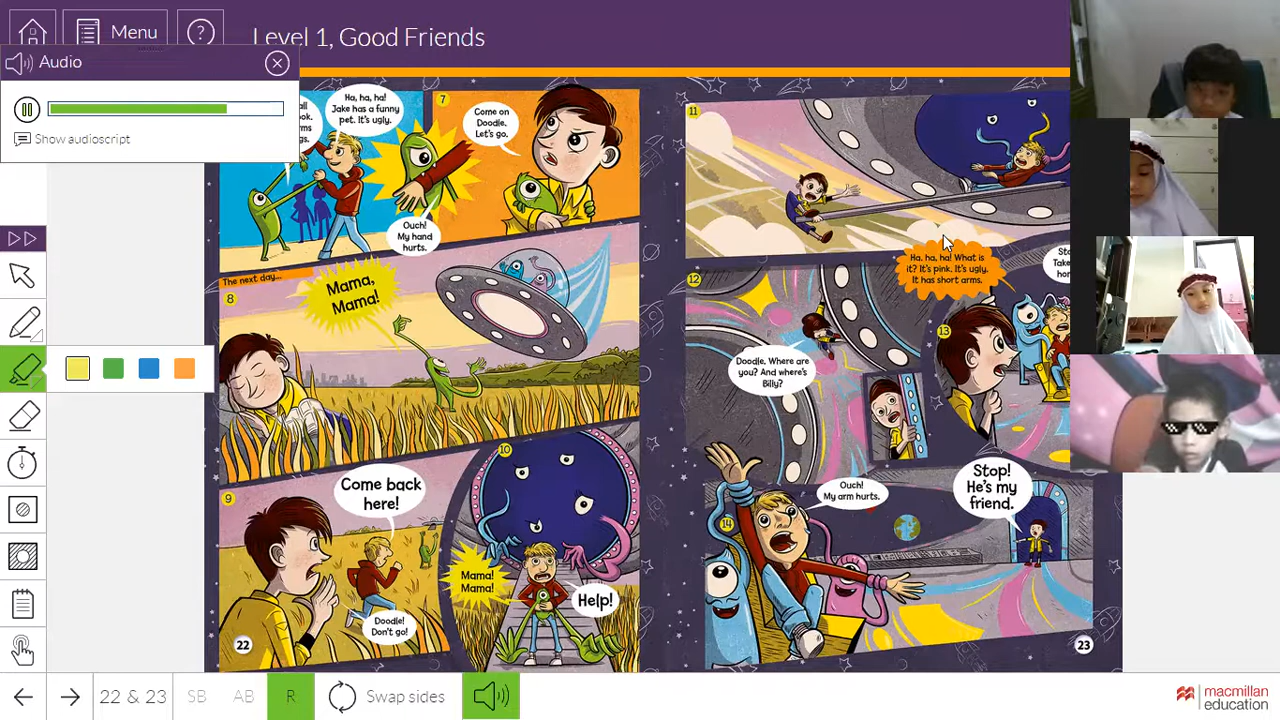 Menu
?
Level 1, Good Friends
Audio
Show audioscript
Ha, ha, ha!
Jake has a funny
pet. It's ugly.
Ouch!
My hand
hurts.
7
Come on
Doodle.
Let's go.
The next day...
8
Mama,
Mama!
9
Come back
here!
Doodle!
Don't go!
10
Mama!
Mama!
Help!
22
11
12
Doodle. Where are
you? And where's
Billy?
Ha, ha, ha! What is
it? It's pink. It's ugly.
It has short arms.
13
14
Ouch!
My arm hurts.
Stop!
He's my
friend.
23
22 & 23
SB
AB
R
Swap sides
macmillan
education